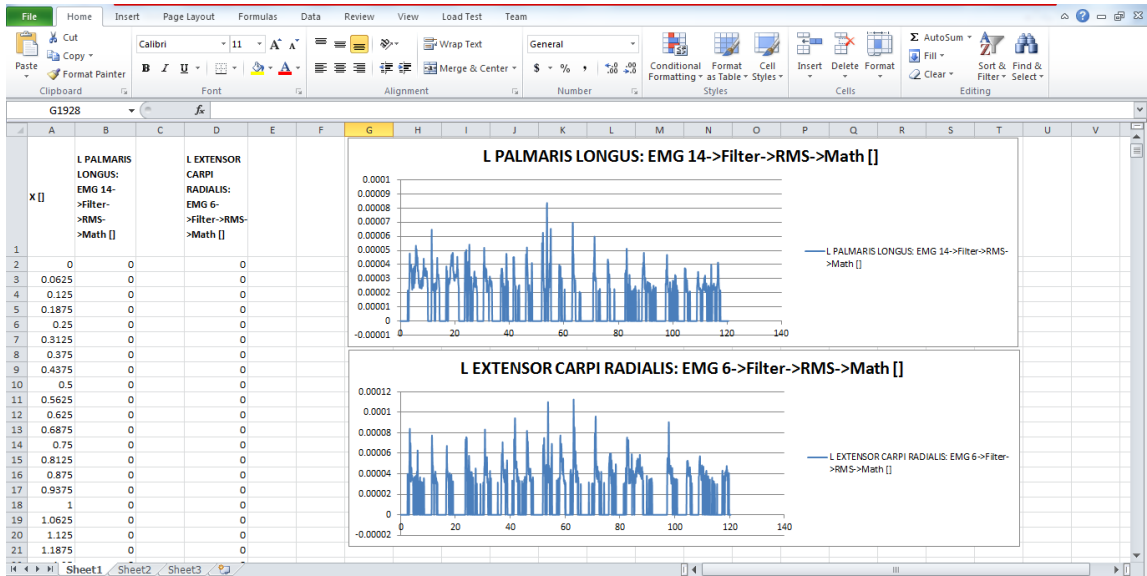 File Home Insert Page Layout Formulas Data Review View Load Test Team
Paste
Cut
Copy
Format Painter
Clipboard
Calibri 11 A A
B I U A
Font
Wrap Text
Merge & Center
Alignment
General
$ % , .0 .00 .00 .0
Number
Conditional Formatting
Format as Table
Cell Styles
Styles
Insert Delete Format
Cells
Σ AutoSum
Fill
Clear
Sort & Filter
Find & Select
Editing
G1928 fx
A B C D E F G H I J K L M N O P Q R S T U V
1 X [] L PALMARIS LONGUS: EMG 14->Filter->RMS->Math [] L EXTENSOR CARPI RADIALIS: EMG 6->Filter->RMS->Math []
2 0 0 0
3 0.0625 0 0
4 0.125 0 0
5 0.1875 0 0
6 0.25 0 0
7 0.3125 0 0
8 0.375 0 0
9 0.4375 0 0
10 0.5 0 0
11 0.5625 0 0
12 0.625 0 0
13 0.6875 0 0
14 0.75 0 0
15 0.8125 0 0
16 0.875 0 0
17 0.9375 0 0
18 1 0 0
19 1.0625 0 0
20 1.125 0 0
21 1.1875 0 0
L PALMARIS LONGUS: EMG 14->Filter->RMS->Math []
0.0001
0.00009
0.00008
0.00007
0.00006
0.00005
0.00004
0.00003
0.00002
0.00001
0
-0.00001
0 20 40 60 80 100 120 140
L PALMARIS LONGUS: EMG 14->Filter->RMS-
>Math []
L EXTENSOR CARPI RADIALIS: EMG 6->Filter->RMS->Math []
0.00012
0.0001
0.00008
0.00006
0.00004
0.00002
0
-0.00002
0 20 40 60 80 100 120 140
L EXTENSOR CARPI RADIALIS: EMG 6->Filter-
>RMS->Math []
Sheet1 Sheet2 Sheet3